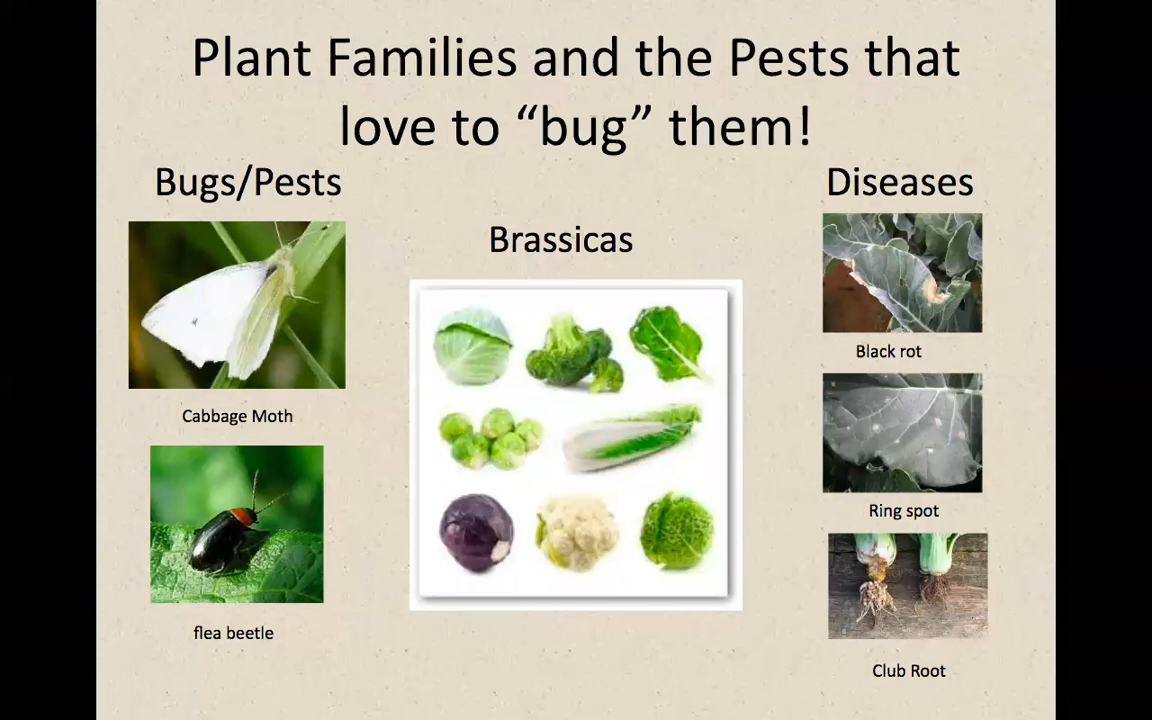 Plant Families and the Pests that
love to “bug” them!
Bugs/Pests
Cabbage Moth
flea beetle
Brassicas
Diseases
Black rot
Ring spot
Club Root